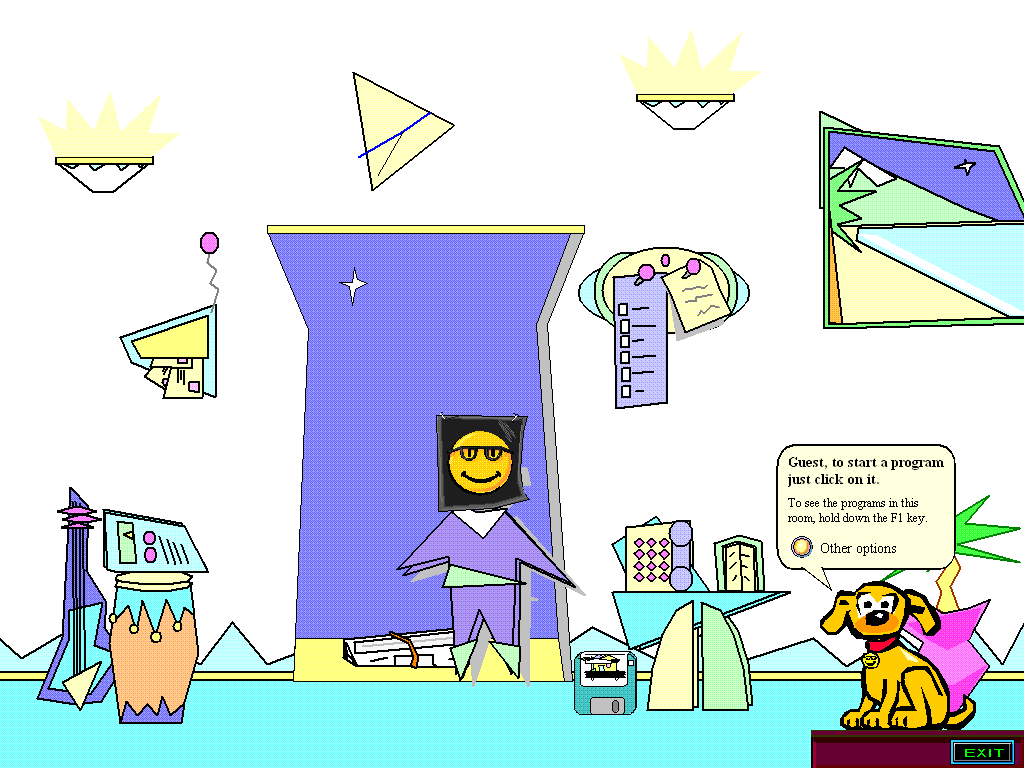 Guest, to start a program
just click on it.
To see the programs in this
room, hold down the F1 key.
Other options
EXIT